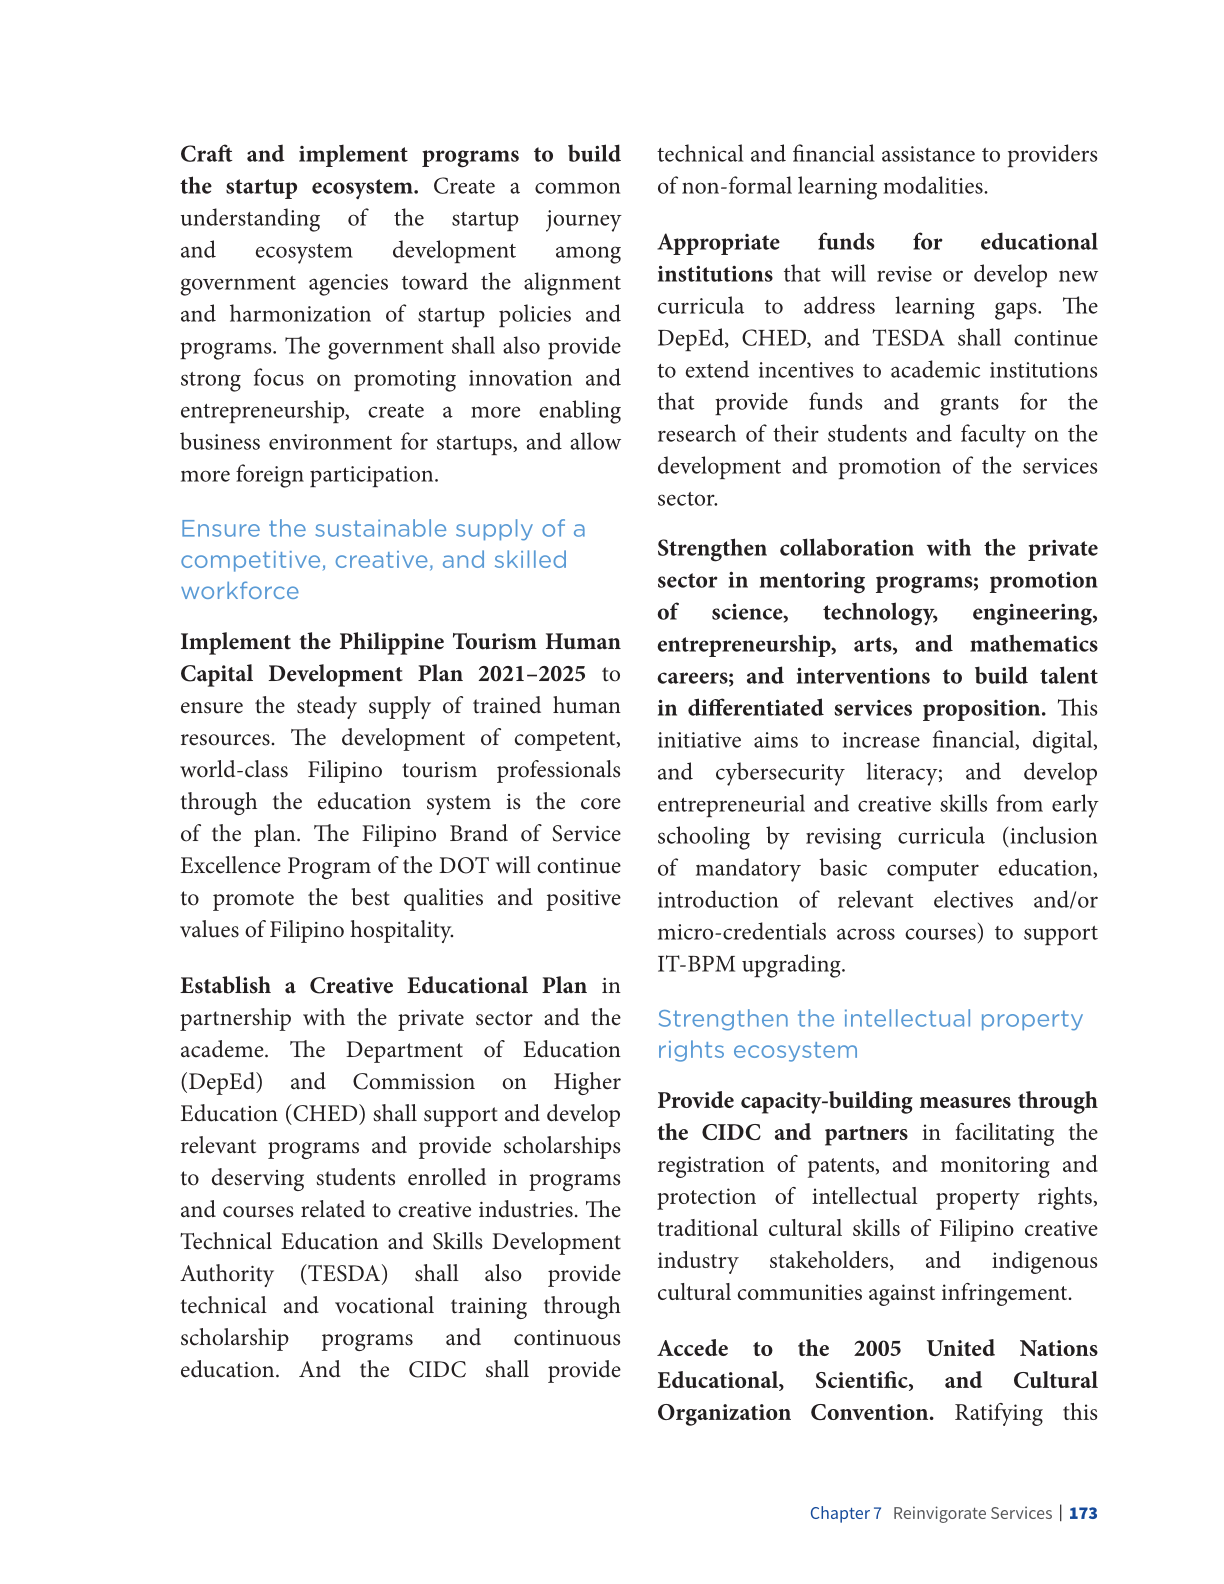 Craft and implement programs to build
the startup ecosystem. Create a common
understanding of the startup journey
and ecosystem development among
government agencies toward the alignment
and harmonization of startup policies and
programs. The government shall also provide
strong focus on promoting innovation and
entrepreneurship, create a more enabling
business environment for startups, and allow
more foreign participation.
Ensure the sustainable supply of a
competitive, creative, and skilled
workforce
Implement the Philippine Tourism Human
Capital Development Plan 2021–2025 to
ensure the steady supply of trained human
resources. The development of competent,
world-class Filipino tourism professionals
through the education system is the core
of the plan. The Filipino Brand of Service
Excellence Program of the DOT will continue
to promote the best qualities and positive
values of Filipino hospitality.
Establish a Creative Educational Plan in
partnership with the private sector and the
academe. The Department of Education
(DepEd) and Commission on Higher
Education (CHED) shall support and develop
relevant programs and provide scholarships
to deserving students enrolled in programs
and courses related to creative industries. The
Technical Education and Skills Development
Authority (TESDA) shall also provide
technical and vocational training through
scholarship programs and continuous
education. And the CIDC shall provide
technical and financial assistance to providers
of non-formal learning modalities.
Appropriate funds for educational
institutions that will revise or develop new
curricula to address learning gaps. The
DepEd, CHED, and TESDA shall continue
to extend incentives to academic institutions
that provide funds and grants for the
research of their students and faculty on the
development and promotion of the services
sector.
Strengthen collaboration with the private
sector in mentoring programs; promotion
of science, technology, engineering,
entrepreneurship, arts, and mathematics
careers; and interventions to build talent
in differentiated services proposition. This
initiative aims to increase financial, digital,
and cybersecurity literacy; and develop
entrepreneurial and creative skills from early
schooling by revising curricula (inclusion
of mandatory basic computer education,
introduction of relevant electives and/or
micro-credentials across courses) to support
IT-BPM upgrading.
Strengthen the intellectual property
rights ecosystem
Provide capacity-building measures through
the CIDC and partners in facilitating the
registration of patents, and monitoring and
protection of intellectual property rights,
traditional cultural skills of Filipino creative
industry stakeholders, and indigenous
cultural communities against infringement.
Accede to the 2005 United Nations
Educational, Scientific, and Cultural
Organization Convention. Ratifying this
Chapter 7 Reinvigorate Services | 173